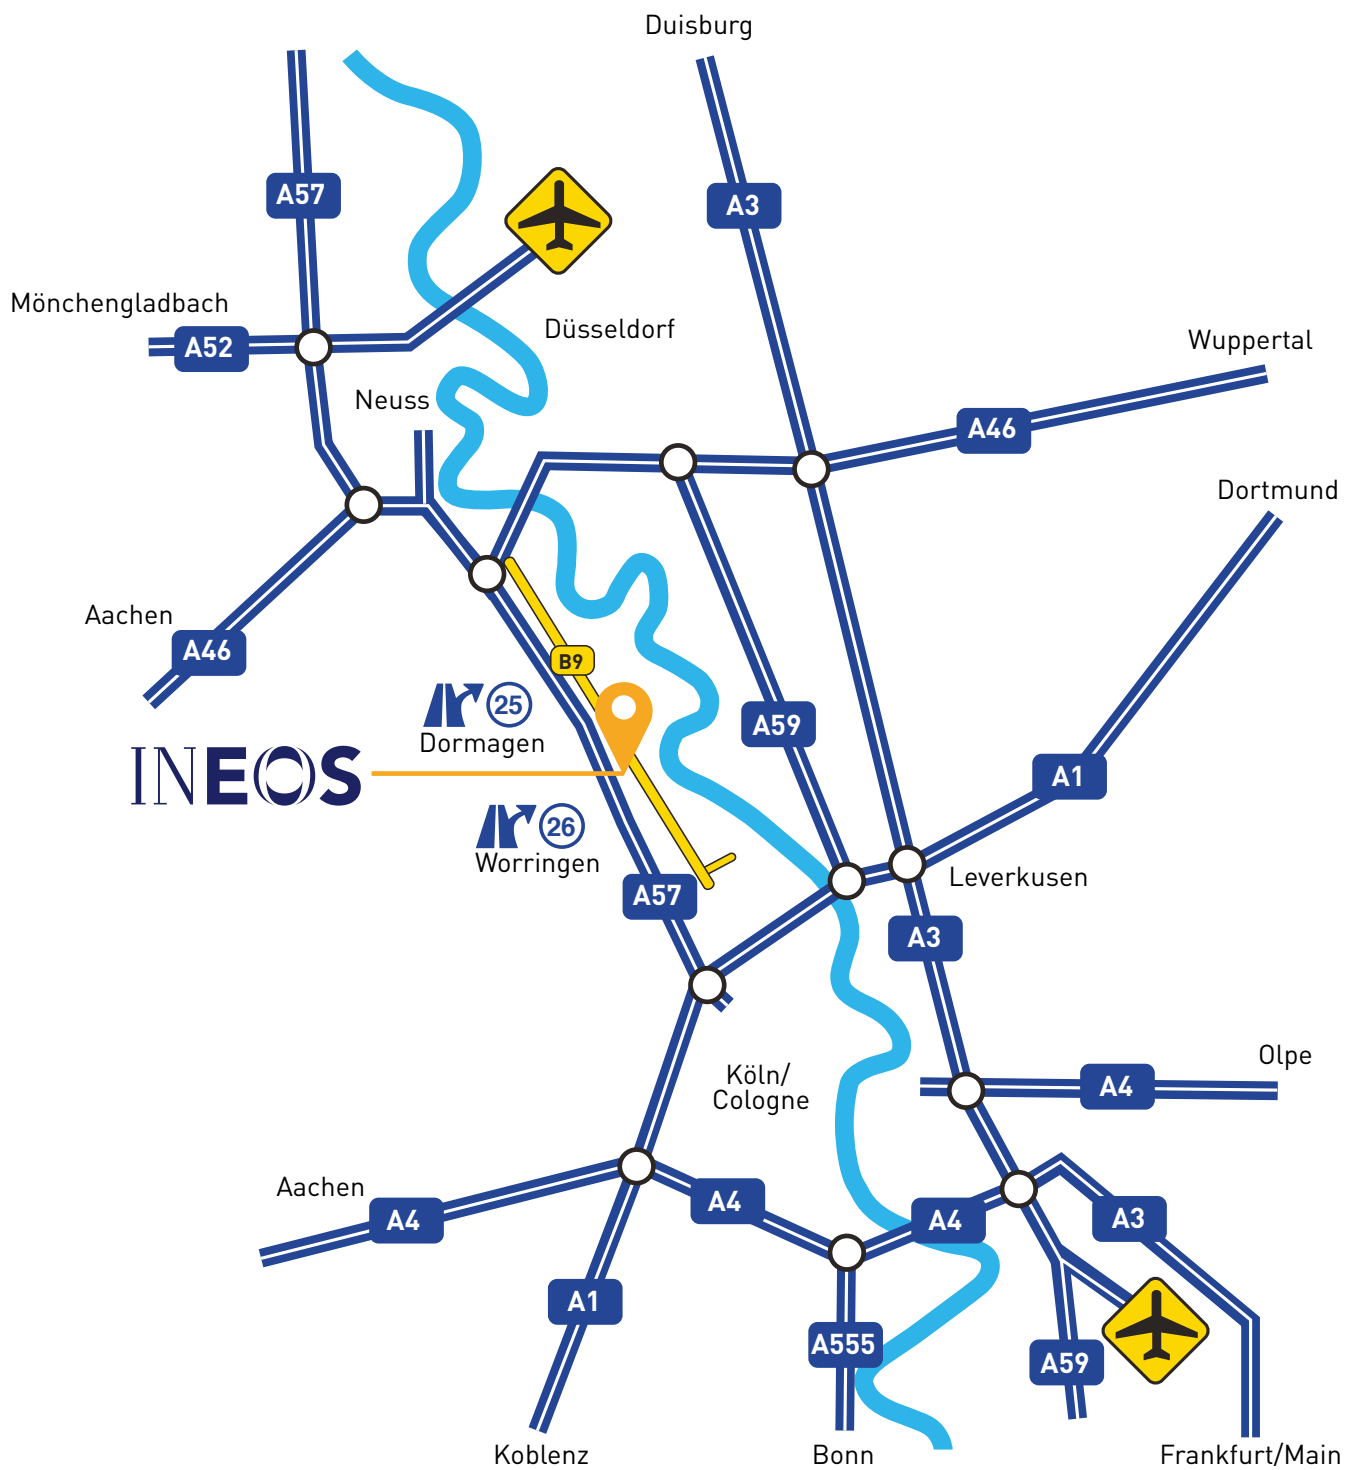 Duisburg
A57
A3
Mönchengladbach
A52
Düsseldorf
Wuppertal
Neuss
A46
Dortmund
Aachen
A46
B9
25
Dormagen
A59
INEOS
A1
26
Worringen
Leverkusen
A57
A3
Olpe
Köln/
Cologne
A4
Aachen
A4
A4
A4
A3
A1
A555
A59
Koblenz
Bonn
Frankfurt/Main